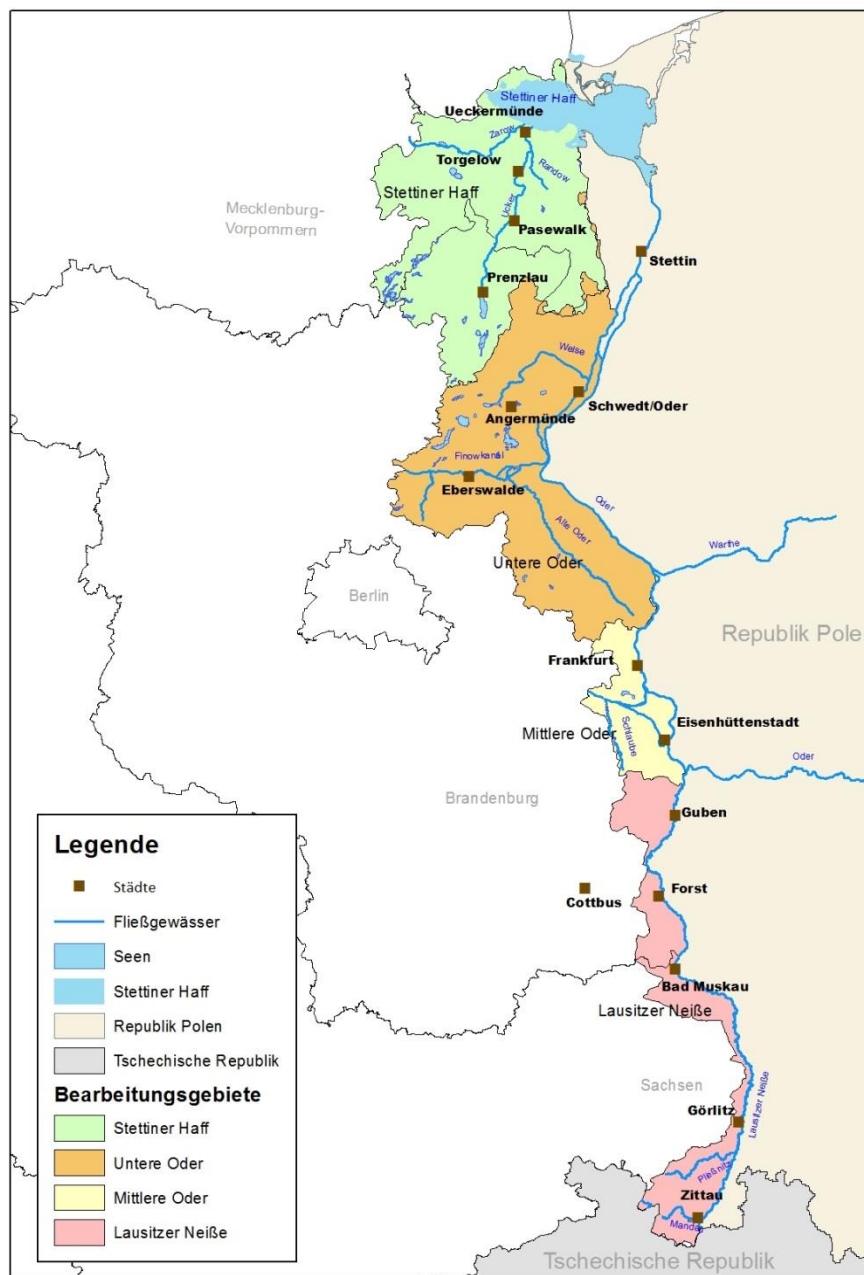 Stettiner Haff
Ueckermünde
Zarow
Torgelow
Randow
Stettiner Haff
Ucker
Mecklenburg-
Vorpommern
Pasewalk
Stettin
Prenzlau
Welse
Schwedt/Oder
Angermünde
Finowkanal
Eberswalde
Oder
Alte Oder
Warthe
Untere Oder
Berlin
Republik Pole
Frankfurt
Eisenhüttenstadt
Schlaube
Mittlere Oder
Oder
Brandenburg
Guben
Cottbus
Forst
Bad Muskau
Lausitzer Neiße
Sachsen
Lausitzer Neiße
Görlitz
Pließnitz
Zittau
Mandau
Tschechische Republik
Legende
Städte
Fließgewässer
Seen
Stettiner Haff
Republik Polen
Tschechische Republik
Bearbeitungsgebiete
Stettiner Haff
Untere Oder
Mittlere Oder
Lausitzer Neiße